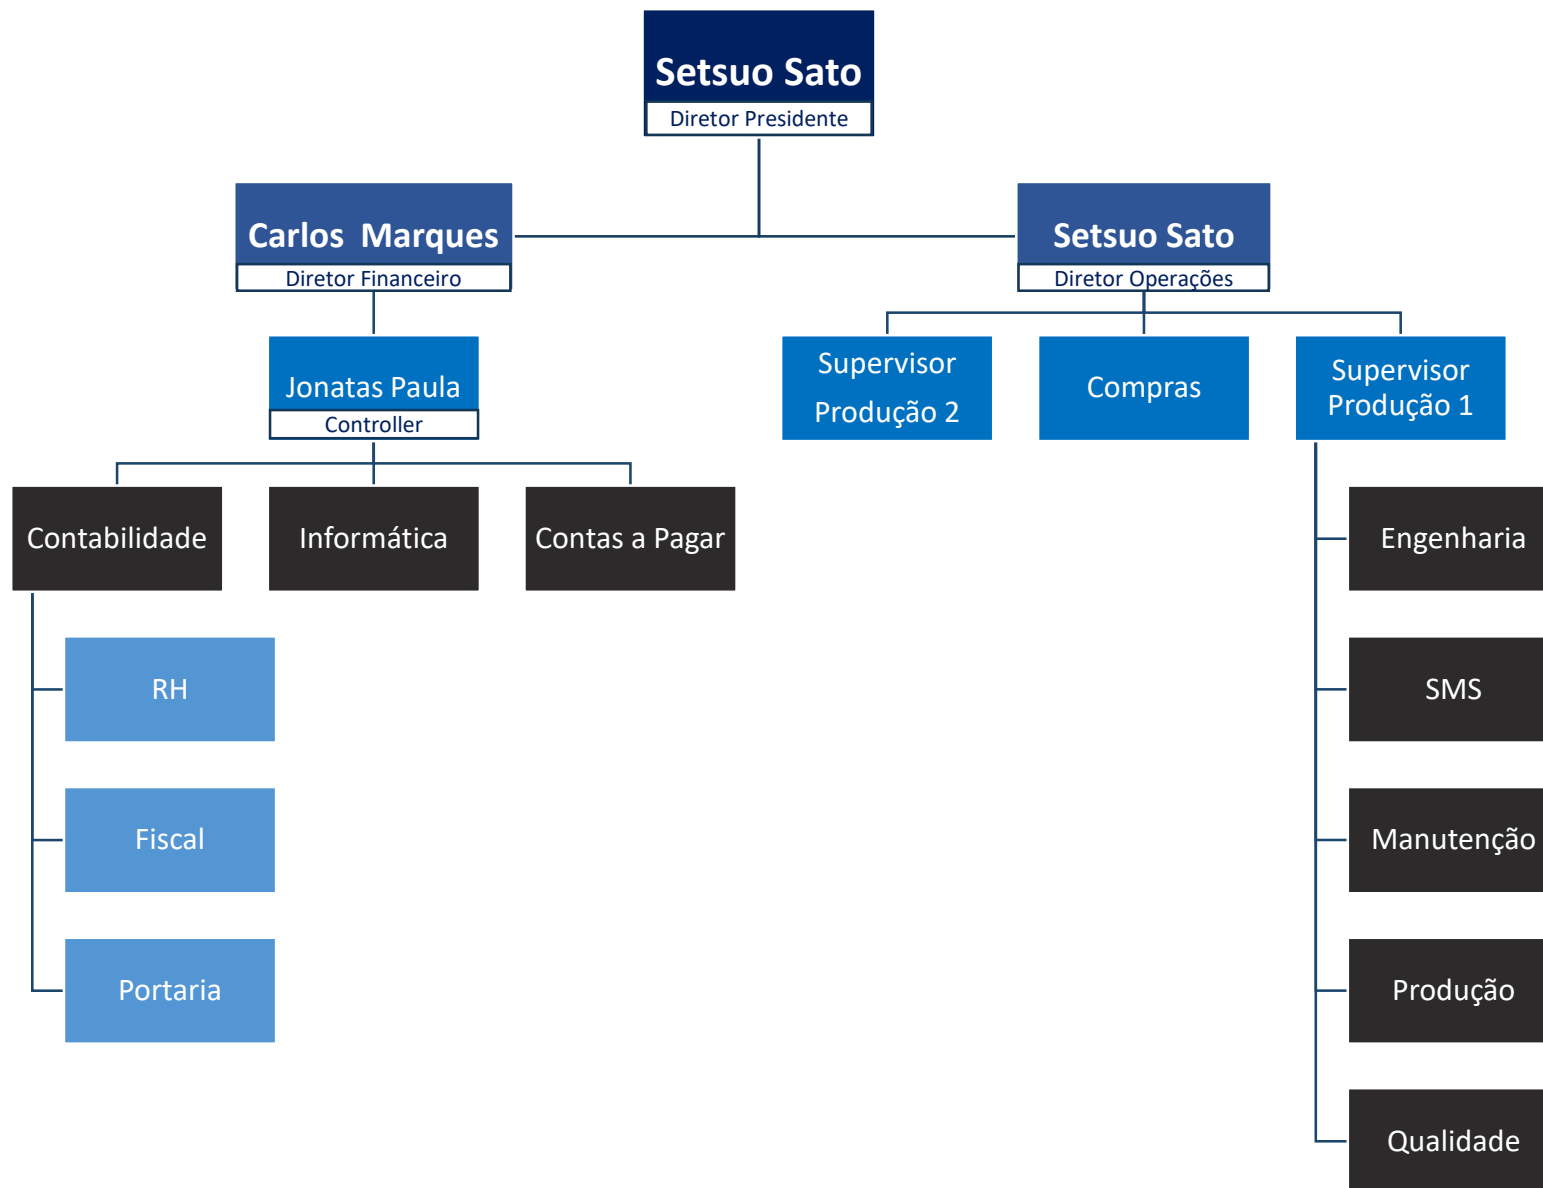 Setsuo Sato
Diretor Presidente
Carlos  Marques
Diretor Financeiro
Setsuo Sato
Diretor Operações
Jonatas Paula
Controller
Supervisor
Produção 2
Compras
Supervisor
Produção 1
Contabilidade
Informática
Contas a Pagar
Engenharia
RH
SMS
Fiscal
Manutenção
Portaria
Produção
Qualidade